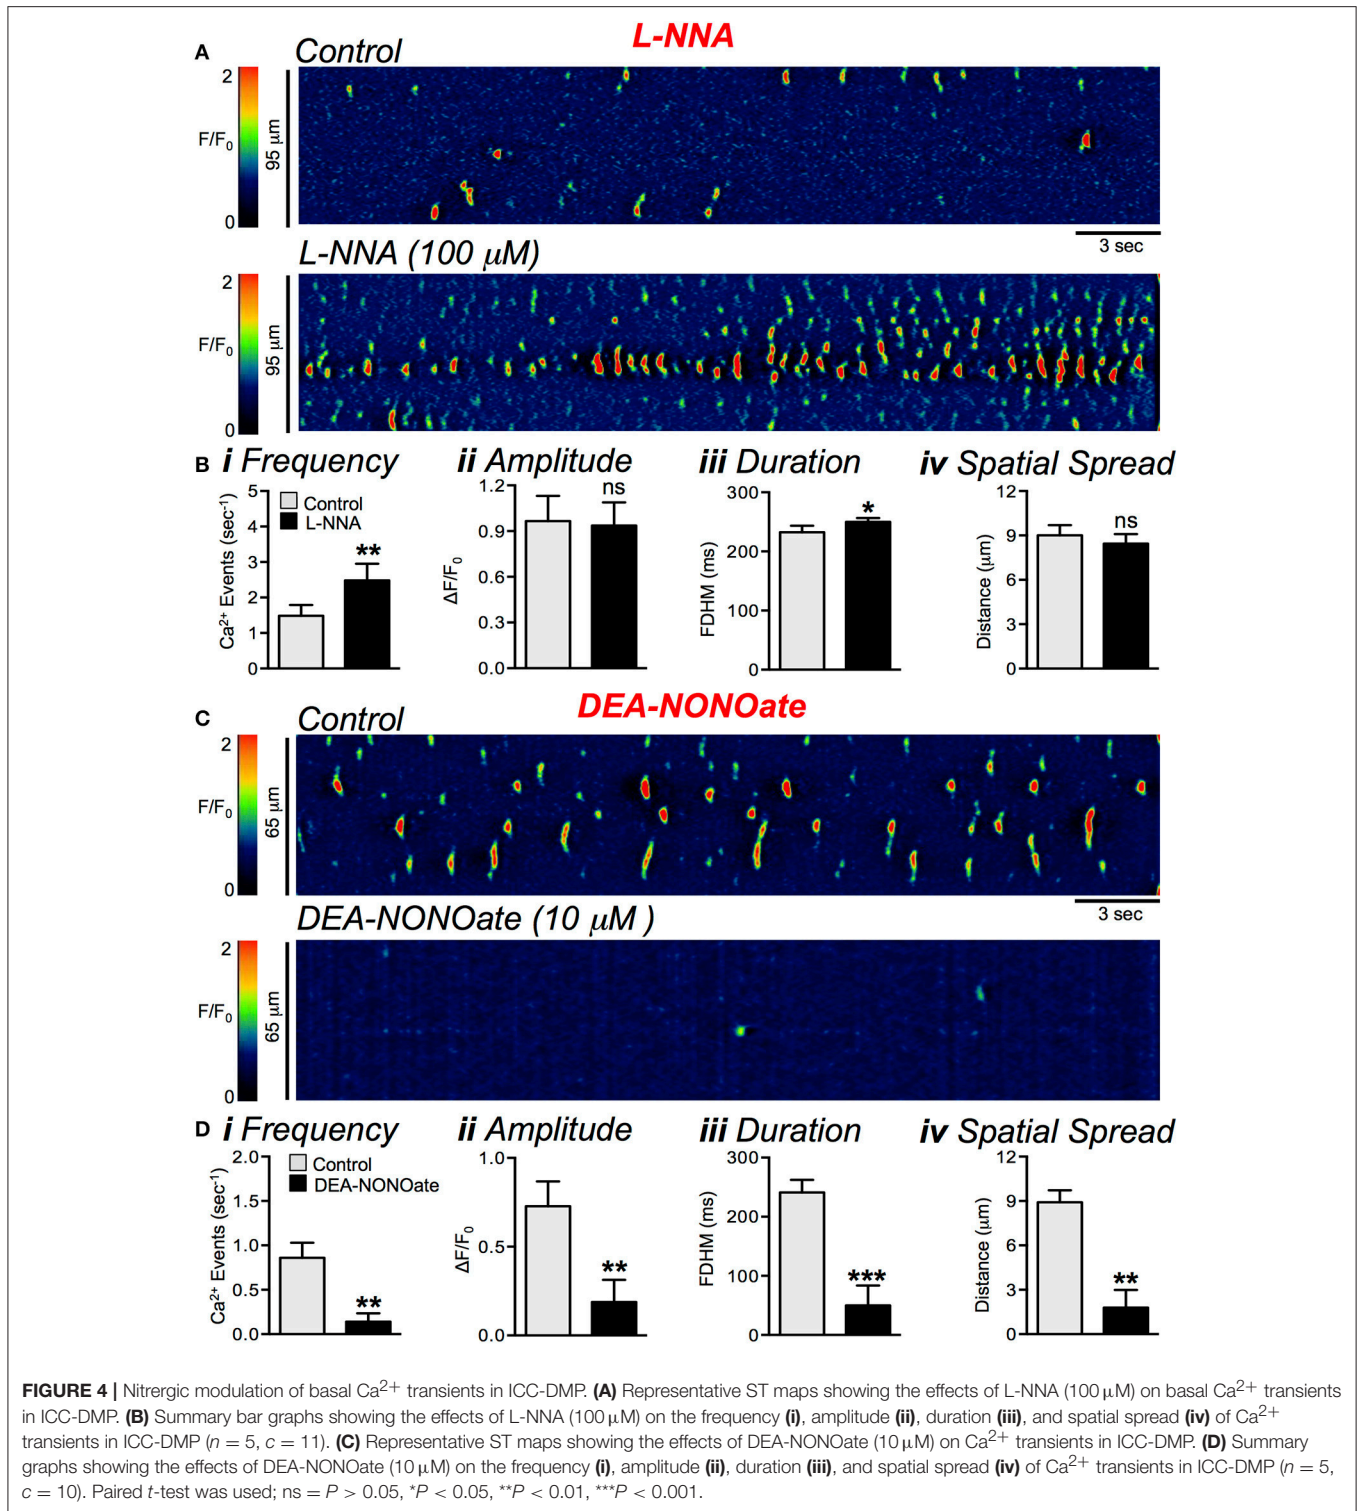 L-NNA
A
Control
2
F/F0
0
95 µm
3 sec
L-NNA (100 µM)
2
F/F0
0
95 µm
B
i Frequency
ii Amplitude
iii Duration
iv Spatial Spread
Ca2+ Events (sec-1)
5
4
3
2
1
0
Control
L-NNA
**
ΔF/F0
1.2
0.9
0.6
0.3
0.0
ns
FDHM (ms)
300
200
100
0
*
Distance (µm)
12
9
6
3
0
ns
DEA-NONOate
C
Control
2
F/F0
0
65 µm
3 sec
DEA-NONOate (10 µM )
2
F/F0
0
65 µm
D
i Frequency
ii Amplitude
iii Duration
iv Spatial Spread
Ca2+ Events (sec-1)
2.0
1.5
1.0
0.5
0.0
Control
DEA-NONOate
**
ΔF/F0
1.0
0.5
0.0
**
FDHM (ms)
300
200
100
0
***
Distance (µm)
12
9
6
3
0
**
FIGURE 4 | Nitrergic modulation of basal Ca2+ transients in ICC-DMP. (A) Representative ST maps showing the effects of L-NNA (100 µM) on basal Ca2+ transients
in ICC-DMP. (B) Summary bar graphs showing the effects of L-NNA (100 µM) on the frequency (i), amplitude (ii), duration (iii), and spatial spread (iv) of Ca2+
transients in ICC-DMP (n = 5, c = 11). (C) Representative ST maps showing the effects of DEA-NONOate (10 µM) on Ca2+ transients in ICC-DMP. (D) Summary
graphs showing the effects of DEA-NONOate (10 µM) on the frequency (i), amplitude (ii), duration (iii), and spatial spread (iv) of Ca2+ transients in ICC-DMP (n = 5,
c = 10). Paired t-test was used; ns = P > 0.05, *P < 0.05, **P < 0.01, ***P < 0.001.